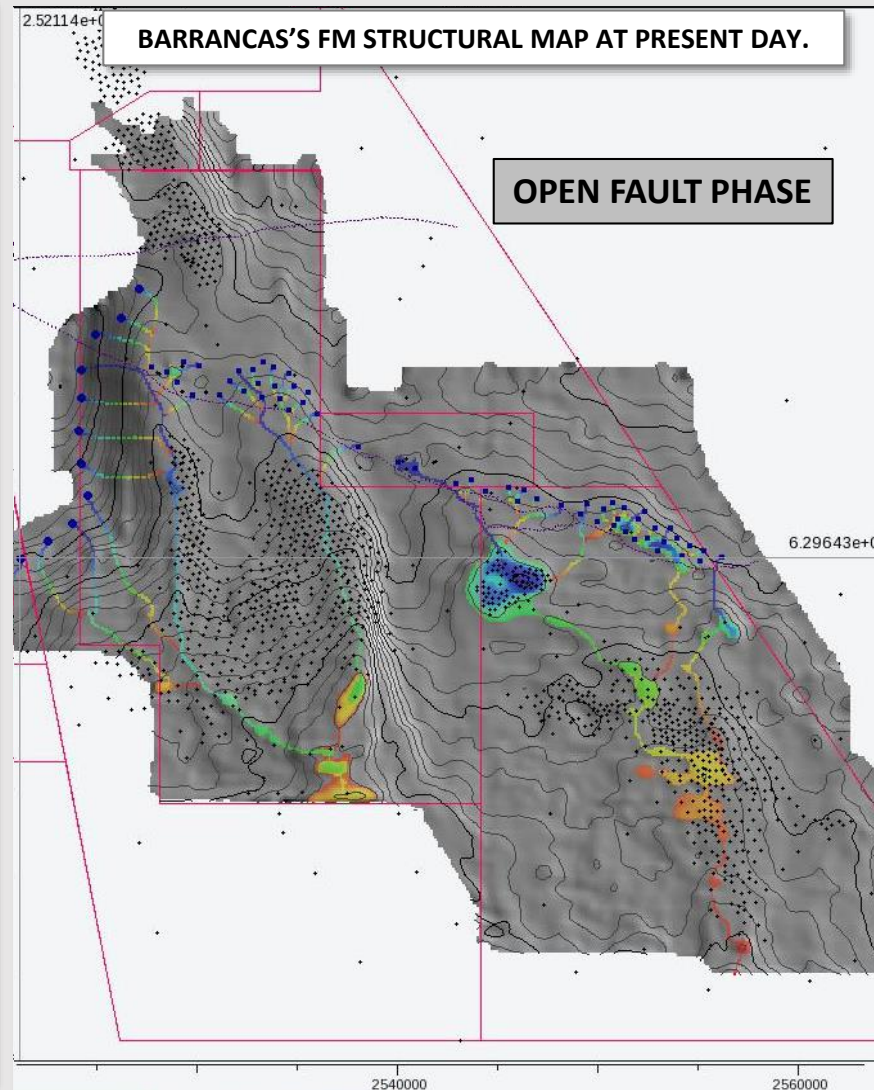 2.52114e+0
BARRANCAS'S FM STRUCTURAL MAP AT PRESENT DAY.
OPEN FAULT PHASE
6.29643e+0
2540000
2560000